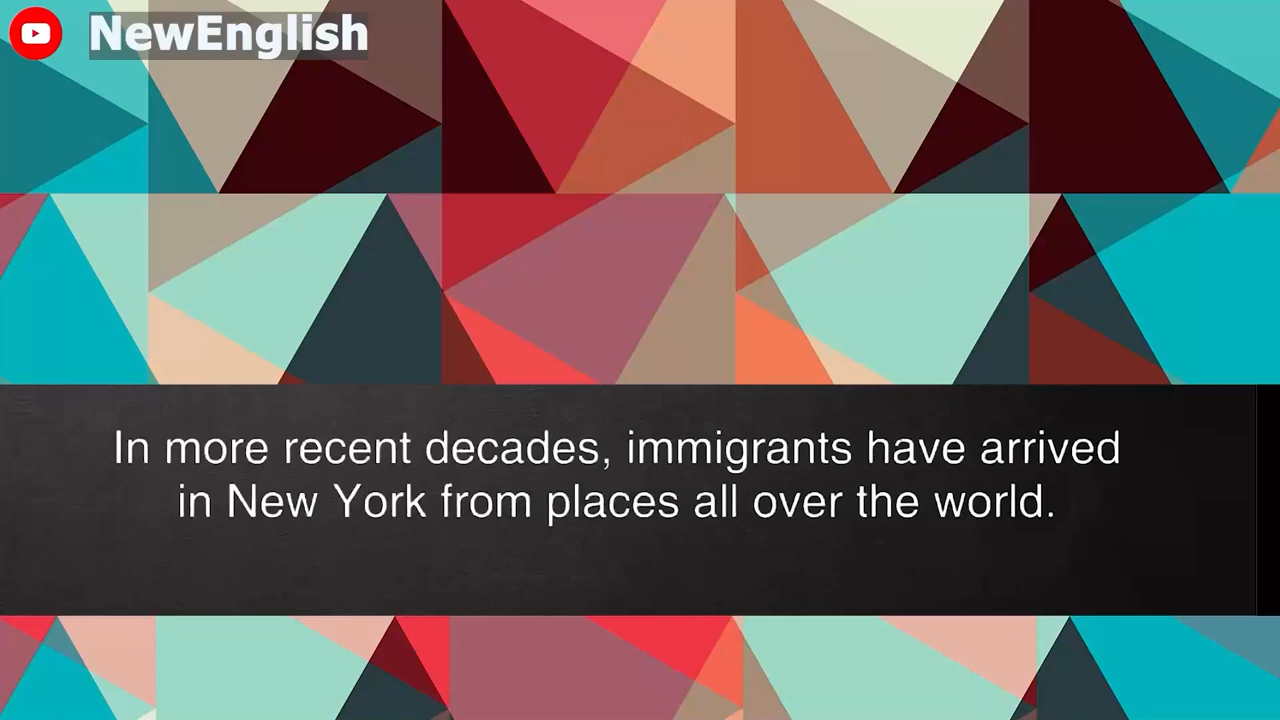 NewEnglish
In more recent decades, immigrants have arrived
in New York from places all over the world.